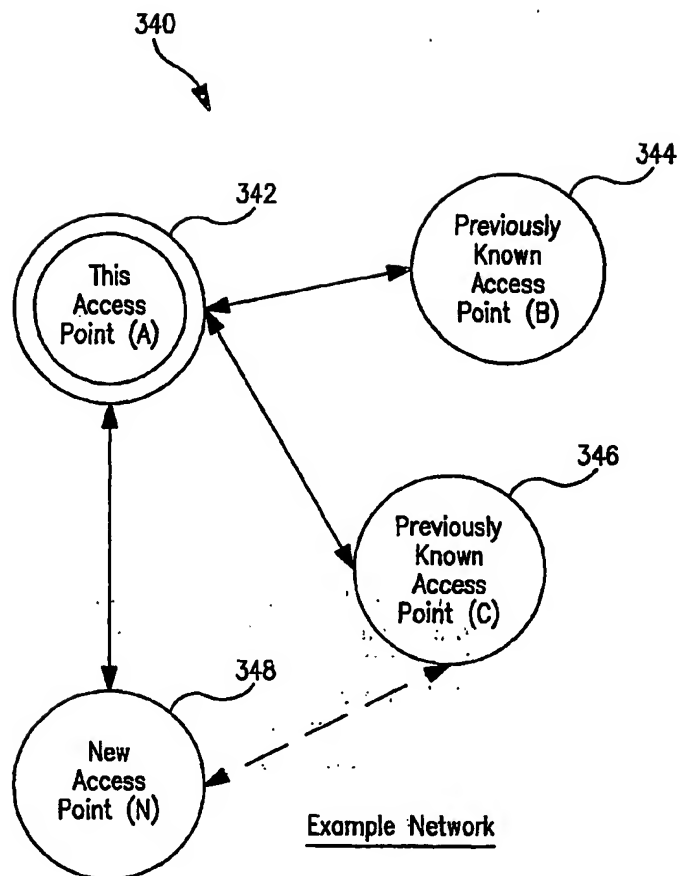 340
342
This
Access
Point (A)
344
Previously
Known
Access
Point (B)
346
Previously
Known
Access
Point (C)
348
New
Access
Point (N)
Example Network